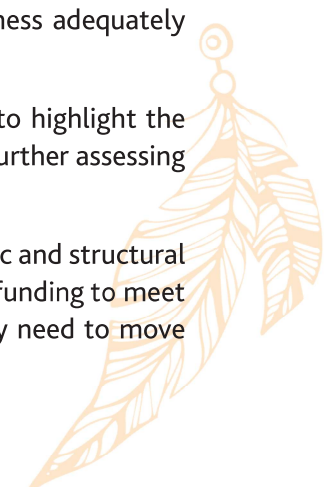 ness adequately
to highlight the
urther assessing
c and structural
funding to meet
y need to move